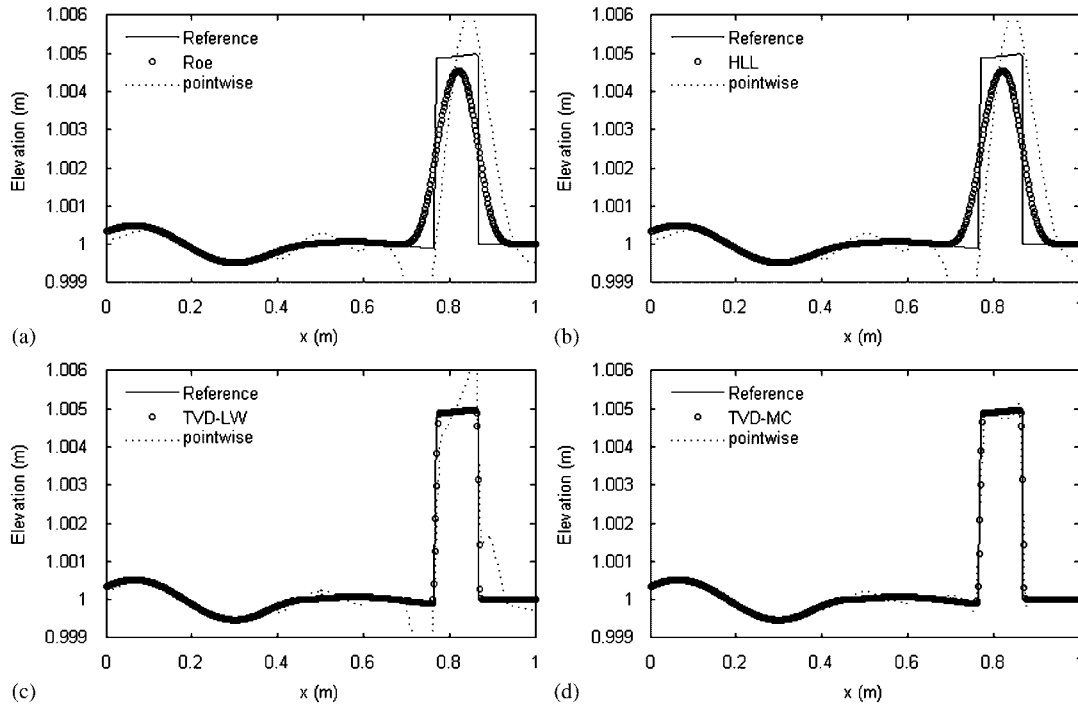 1.006
1.005
1.004
1.003
1.002
1.001
1
0.999
Elevation (m)
Reference
Roe
pointwise
0 0.2 0.4 0.6 0.8 1
x (m)
(a)
1.006
1.005
1.004
1.003
1.002
1.001
1
0.999
Elevation (m)
Reference
HLL
pointwise
0 0.2 0.4 0.6 0.8 1
x (m)
(b)
1.006
1.005
1.004
1.003
1.002
1.001
1
0.999
Elevation (m)
Reference
TVD-LW
pointwise
0 0.2 0.4 0.6 0.8 1
x (m)
(c)
1.006
1.005
1.004
1.003
1.002
1.001
1
0.999
Elevation (m)
Reference
TVD-MC
pointwise
0 0.2 0.4 0.6 0.8 1
x (m)
(d)